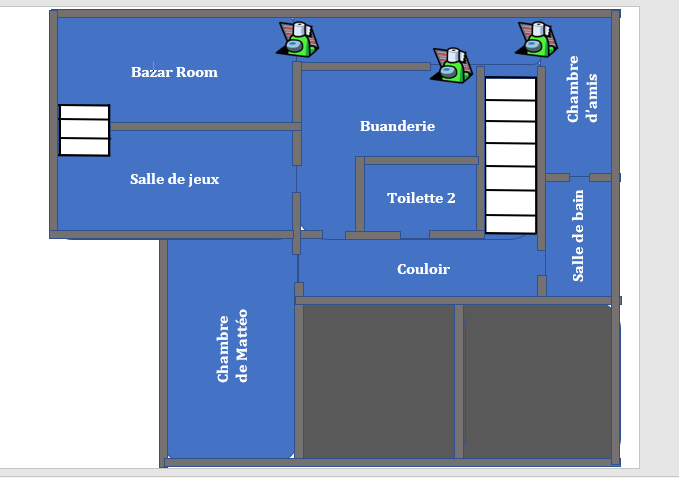 Bazar Room
Chambre
d'amis
Buanderie
Salle de jeux
Toilette 2
Salle de bain
Couloir
Chambre
de Mattéo